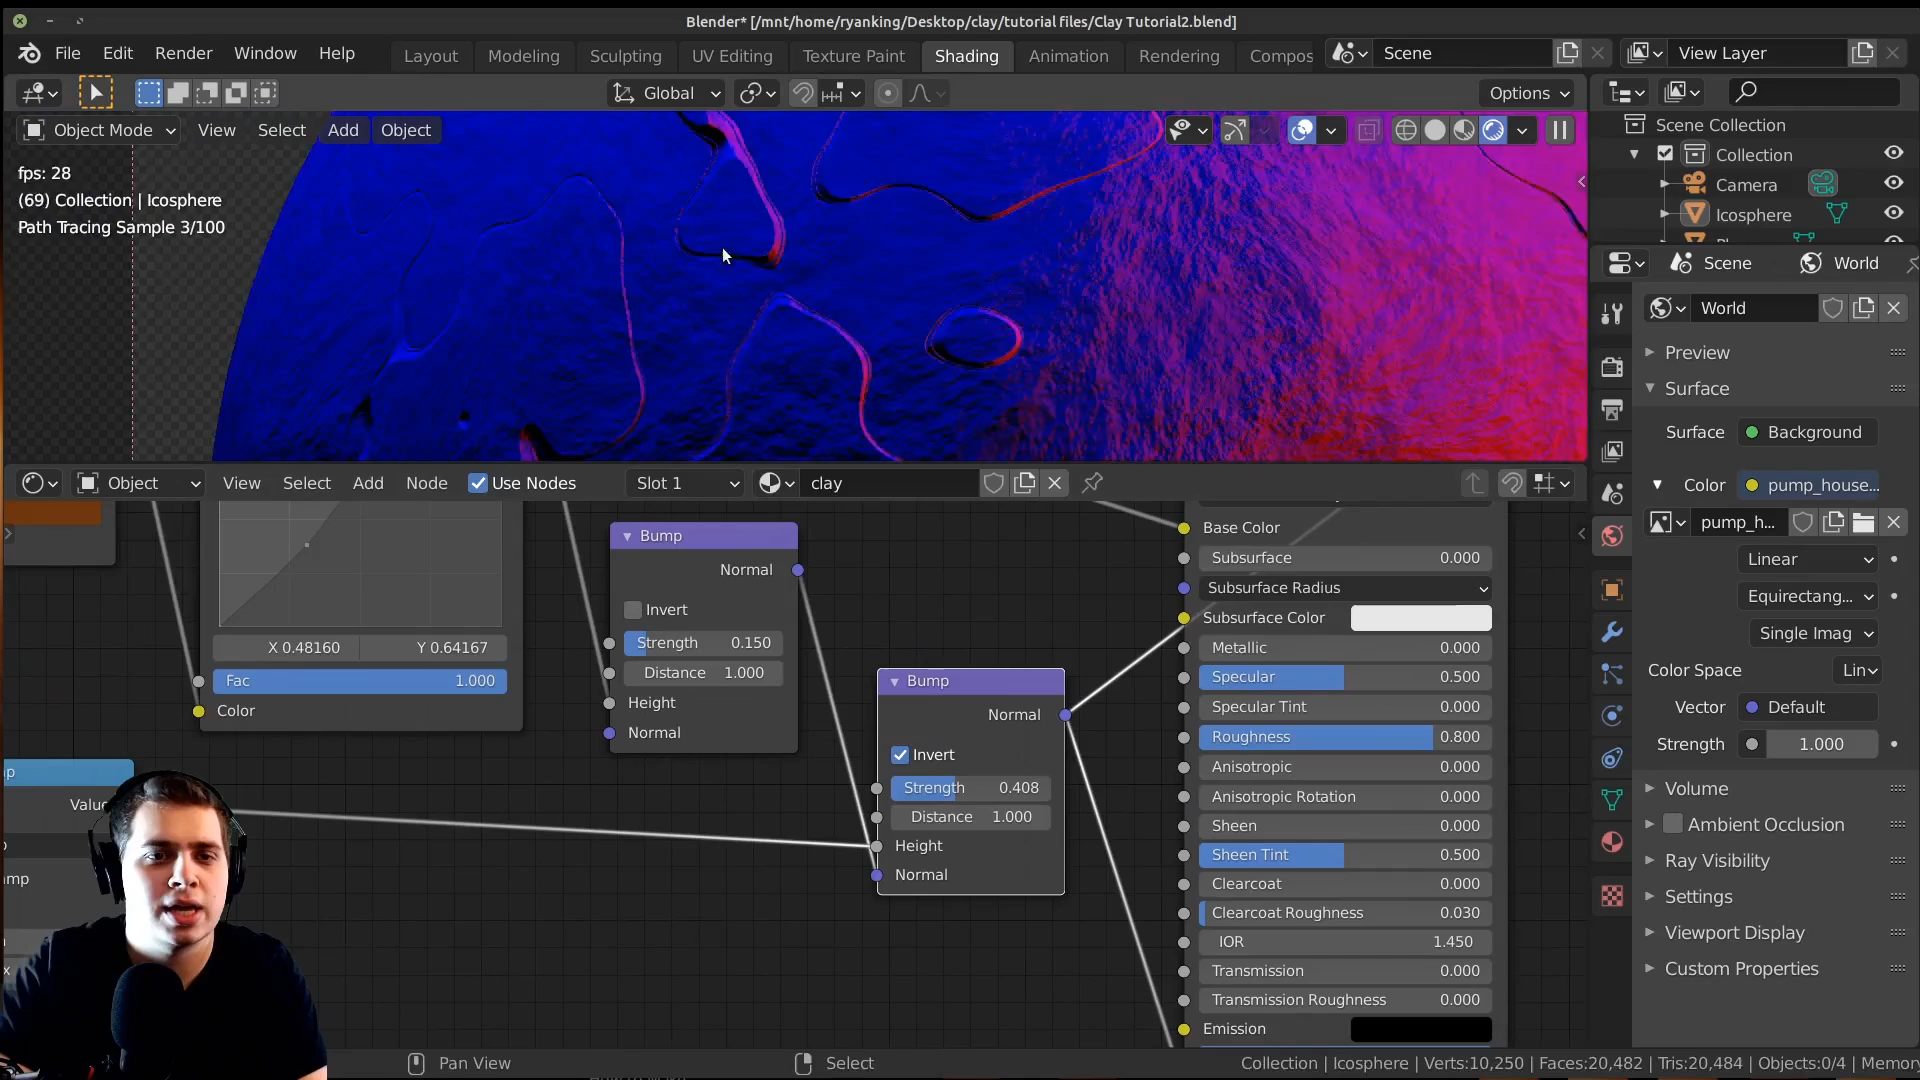 Blender* [/mnt/home/ryanking/Desktop/clay/tutorial files/Clay Tutorial2.blend]
File Edit Render Window Help Layout Modeling Sculpting UV Editing Texture Paint Shading Animation Rendering Compos Scene View Layer
Global Options
Object Mode View Select Add Object
Scene Collection
Collection
Camera
Icosphere
fps: 28
(69) Collection | Icosphere
Path Tracing Sample 3/100
Scene World
World
Preview
Surface
Surface Background
Color pump_house...
pump_h...
Linear
Equirectang...
Single Imag
Color Space Lin
Vector Default
Strength 1.000
Volume
Ambient Occlusion
Ray Visibility
Settings
Viewport Display
Custom Properties
Object View Select Add Node Use Nodes Slot 1 clay
X 0.48160 Y 0.64167
Fac 1.000
Color
Bump
Normal
Invert
Strength 0.150
Distance 1.000
Height
Normal
Bump
Normal
Invert
Strength 0.408
Distance 1.000
Height
Normal
p
Value
p
amp
x
Base Color
Subsurface 0.000
Subsurface Radius
Subsurface Color
Metallic 0.000
Specular 0.500
Specular Tint 0.000
Roughness 0.800
Anisotropic 0.000
Anisotropic Rotation 0.000
Sheen 0.000
Sheen Tint 0.500
Clearcoat 0.000
Clearcoat Roughness 0.030
IOR 1.450
Transmission 0.000
Transmission Roughness 0.000
Emission
Pan View Select Collection | Icosphere | Verts:10,250 | Faces:20,482 | Tris:20,484 | Objects:0/4 | Memory